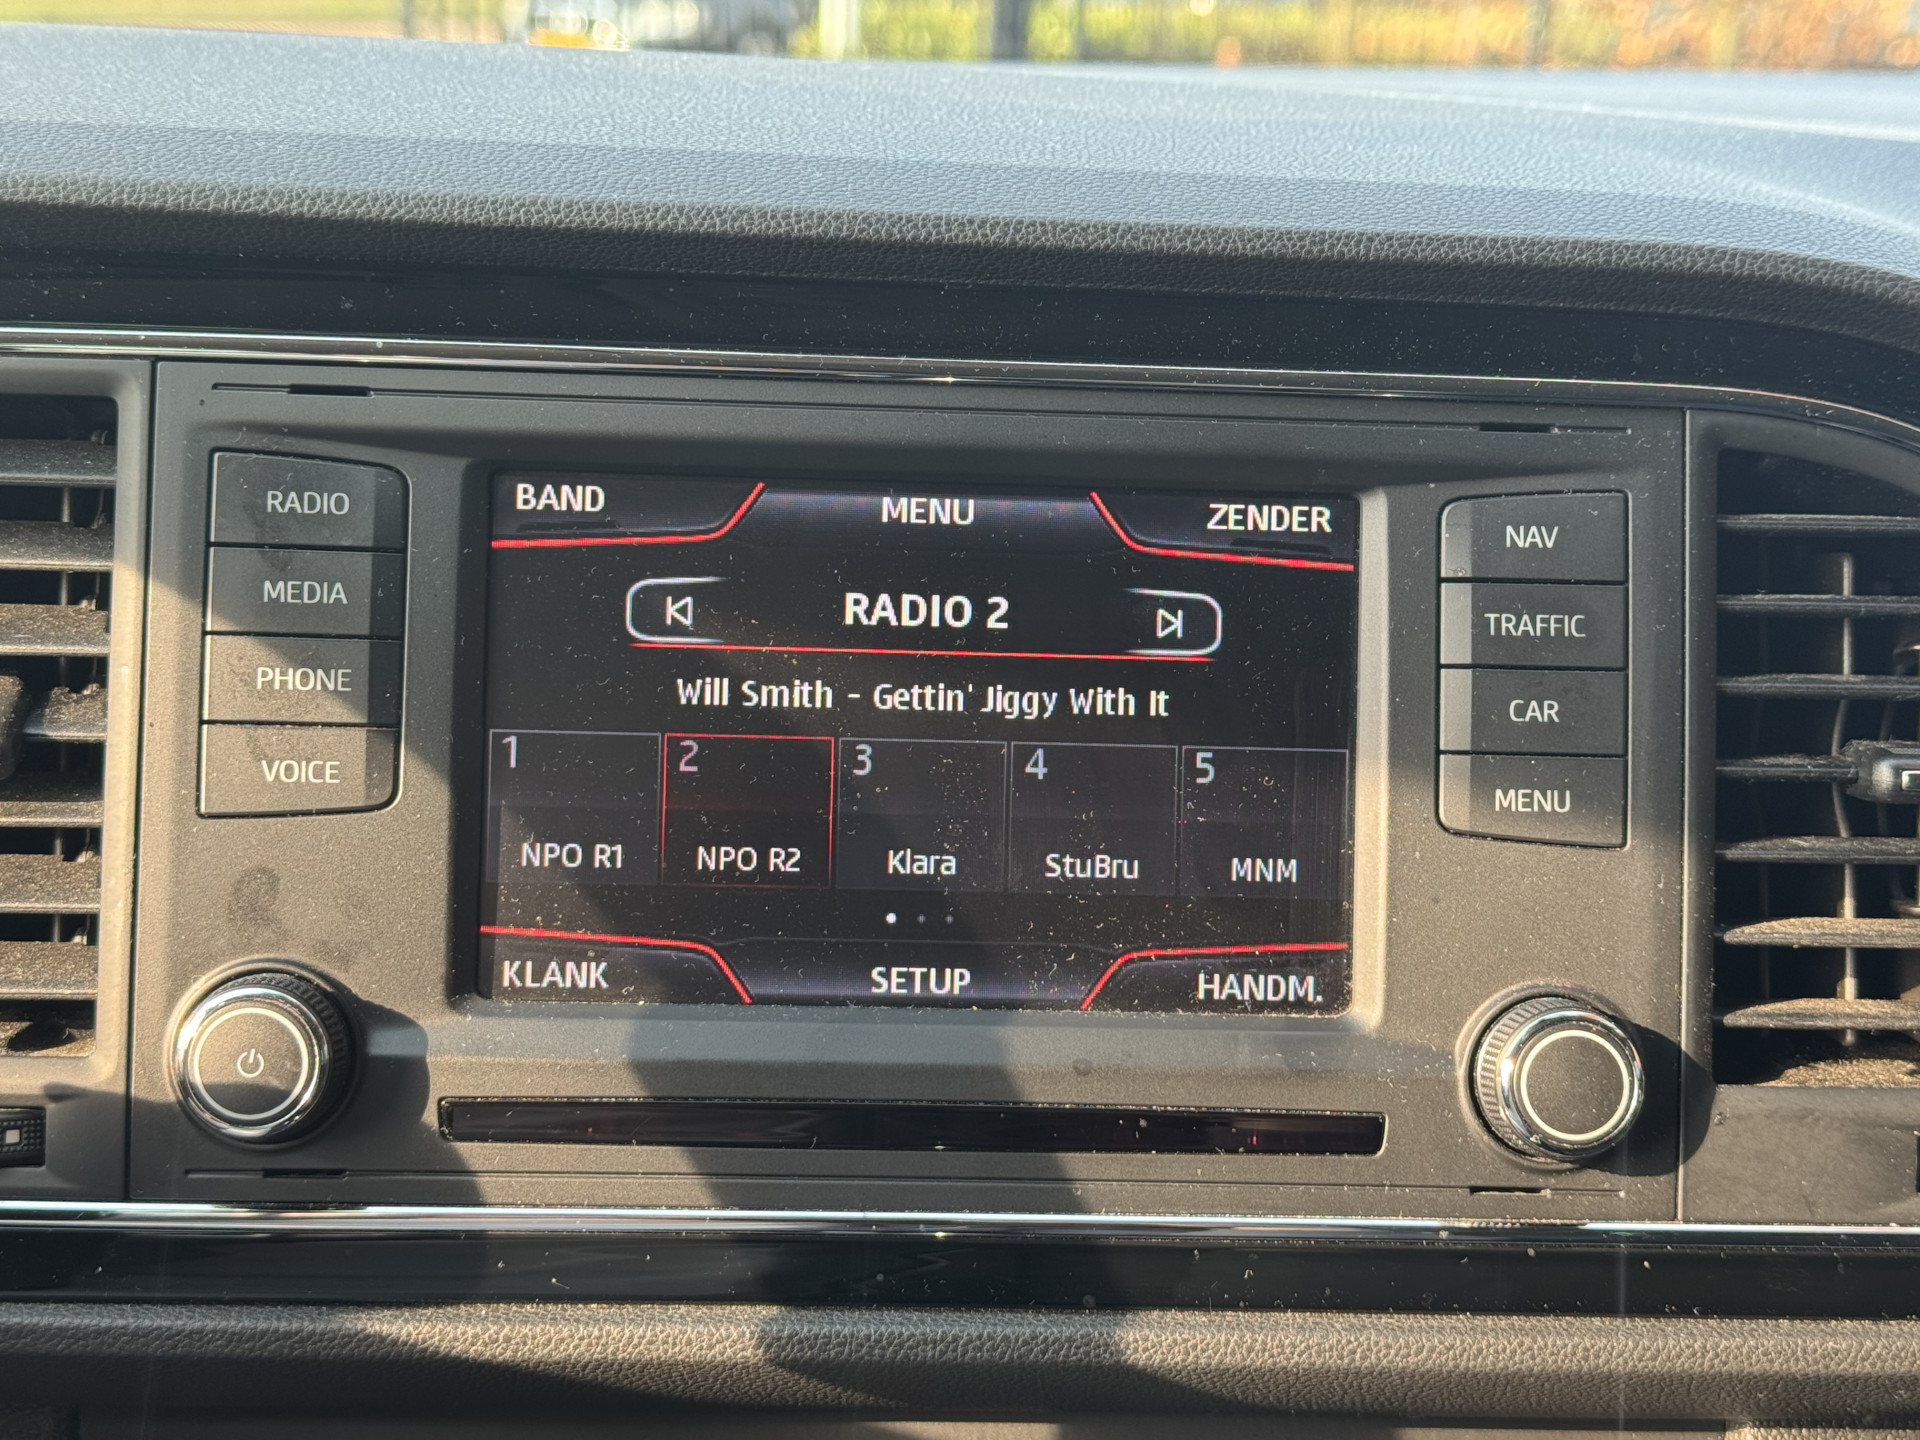 RADIO
MEDIA
PHONE
VOICE
BAND MENU ZENDER
RADIO 2
Will Smith - Gettin' Jiggy With It
1 2 3 4 5
NPO R1 NPO R2 Klara StuBru MNM
KLANK SETUP HANDM.
NAV
TRAFFIC
CAR
MENU